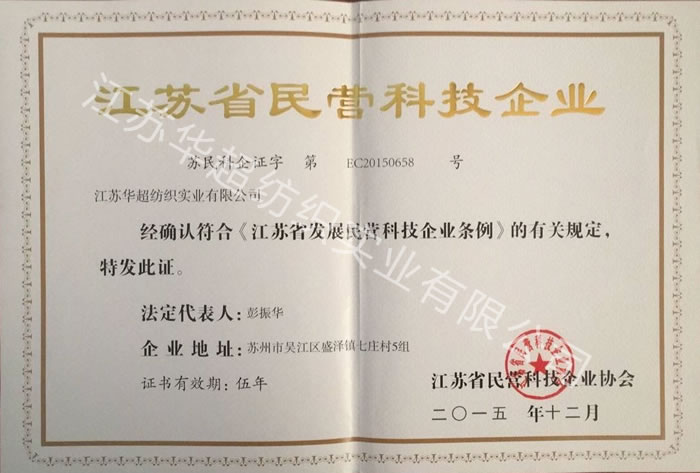 江苏省民营科技企业
苏民科企证字 第 EC20150658 号
江苏华超纺织实业有限公司
经确认符合《江苏省发展民营科技企业条例》的有关规定，
特发此证。
法定代表人：彭振华
企业地址：苏州市吴江区盛泽镇七庄村5组
证书有效期：伍年
江苏省民营科技企业协会
二〇一五 年十二月
江苏华超纺织实业有限公司